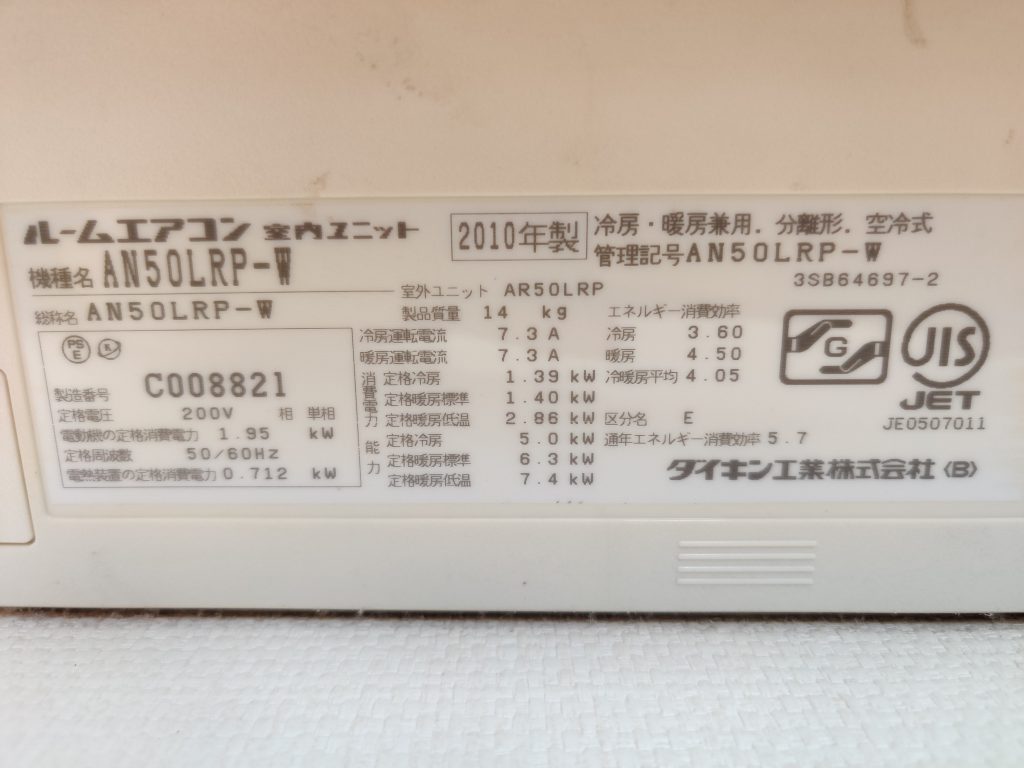 ルームエアコン 室内ユニット
2010年製
冷房・暖房兼用．分離形．空冷式
機種名 AN50LRP-W
管理記号 AN50LRP-W
3SB64697-2
室外ユニット AR50LRP
総称名 AN50LRP-W
製品質量 14 kg
エネルギー消費効率
PS E
冷房運転電流 7.3 A
冷房 3.60
暖房運転電流 7.3 A
暖房 4.50
製造番号 C008821
消費電力 定格冷房 1.39 kW
冷暖房平均 4.05
定格暖房標準 1.40 kW
定格電圧 200V 相 単相
定格暖房低温 2.86 kW
区分名 E
電動機の定格消費電力 1.95 kW
能力 定格冷房 5.0 kW
通年エネルギー消費効率 5.7
定格周波数 50/60Hz
定格暖房標準 6.3 kW
電熱装置の定格消費電力 0.712 kW
定格暖房低温 7.4 kW
G
JIS
JET
JE0507011
ダイキン工業株式会社 〈B〉